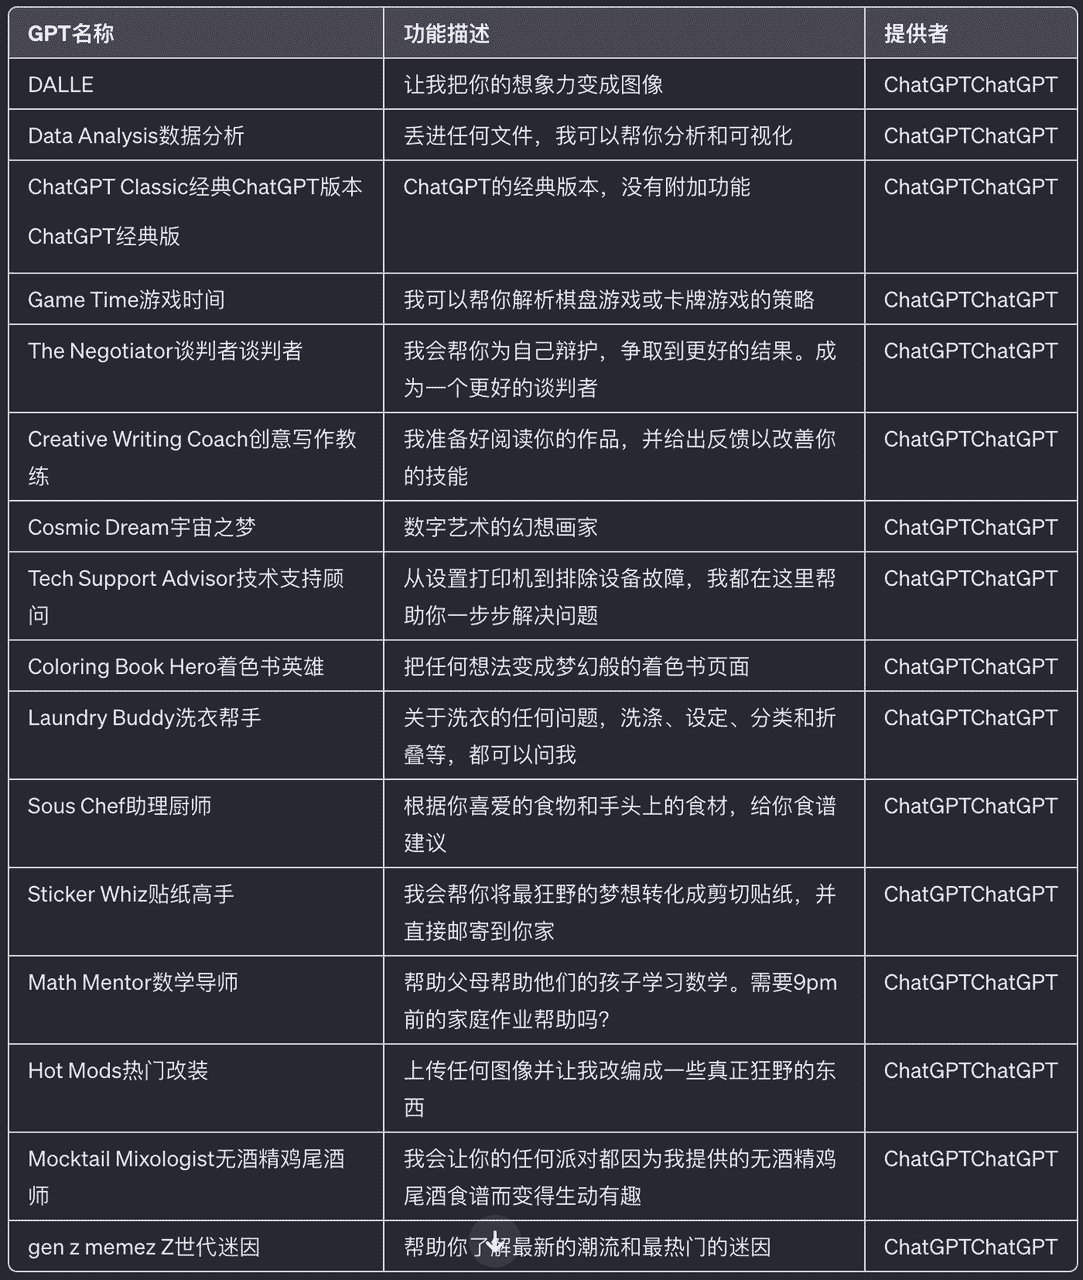 GPT名称 功能描述 提供者
DALLE 让我把你的想象力变成图像 ChatGPTChatGPT
Data Analysis数据分析 丢进任何文件，我可以帮你分析和可视化 ChatGPTChatGPT
ChatGPT Classic经典ChatGPT版本 ChatGPT的经典版本，没有附加功能 ChatGPTChatGPT
ChatGPT经典版
Game Time游戏时间 我可以帮你解析棋盘游戏或卡牌游戏的策略 ChatGPTChatGPT
The Negotiator谈判者谈判者 我会帮你为自己辩护，争取到更好的结果。成 ChatGPTChatGPT
为一个更好的谈判者
Creative Writing Coach创意写作教 我准备好阅读你的作品，并给出反馈以改善你 ChatGPTChatGPT
练 的技能
Cosmic Dream宇宙之梦 数字艺术的幻想画家 ChatGPTChatGPT
Tech Support Advisor技术支持顾 从设置打印机到排除设备故障，我都在这里帮 ChatGPTChatGPT
问 助你一步步解决问题
Coloring Book Hero着色书英雄 把任何想法变成梦幻般的着色书页面 ChatGPTChatGPT
Laundry Buddy洗衣帮手 关于洗衣的任何问题，洗涤、设定、分类和折 ChatGPTChatGPT
叠等，都可以问我
Sous Chef助理厨师 根据你喜爱的食物和手头上的食材，给你食谱 ChatGPTChatGPT
建议
Sticker Whiz贴纸高手 我会帮你将最狂野的梦想转化成剪切贴纸，并 ChatGPTChatGPT
直接邮寄到你家
Math Mentor数学导师 帮助父母帮助他们的孩子学习数学。需要9pm ChatGPTChatGPT
前的家庭作业帮助吗？
Hot Mods热门改装 上传任何图像并让我改编成一些真正狂野的东 ChatGPTChatGPT
西
Mocktail Mixologist无酒精鸡尾酒 我会让你的任何派对都因为我提供的无酒精鸡 ChatGPTChatGPT
师 尾酒食谱而变得生动有趣
gen z memez Z世代迷因 帮助你了解最新的潮流和最热门的迷因 ChatGPTChatGPT